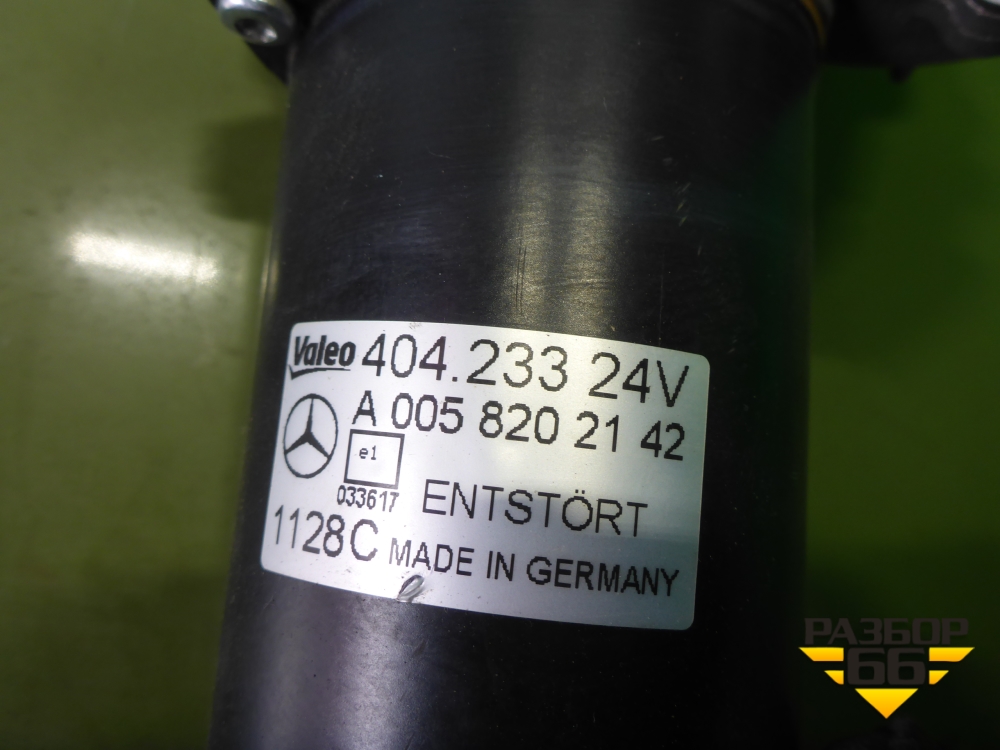 Valeo 404.233 24V
A 005 820 21 42
e1
033617 ENTSTÖRT
1128C MADE IN GERMANY
РАЗБОР
66